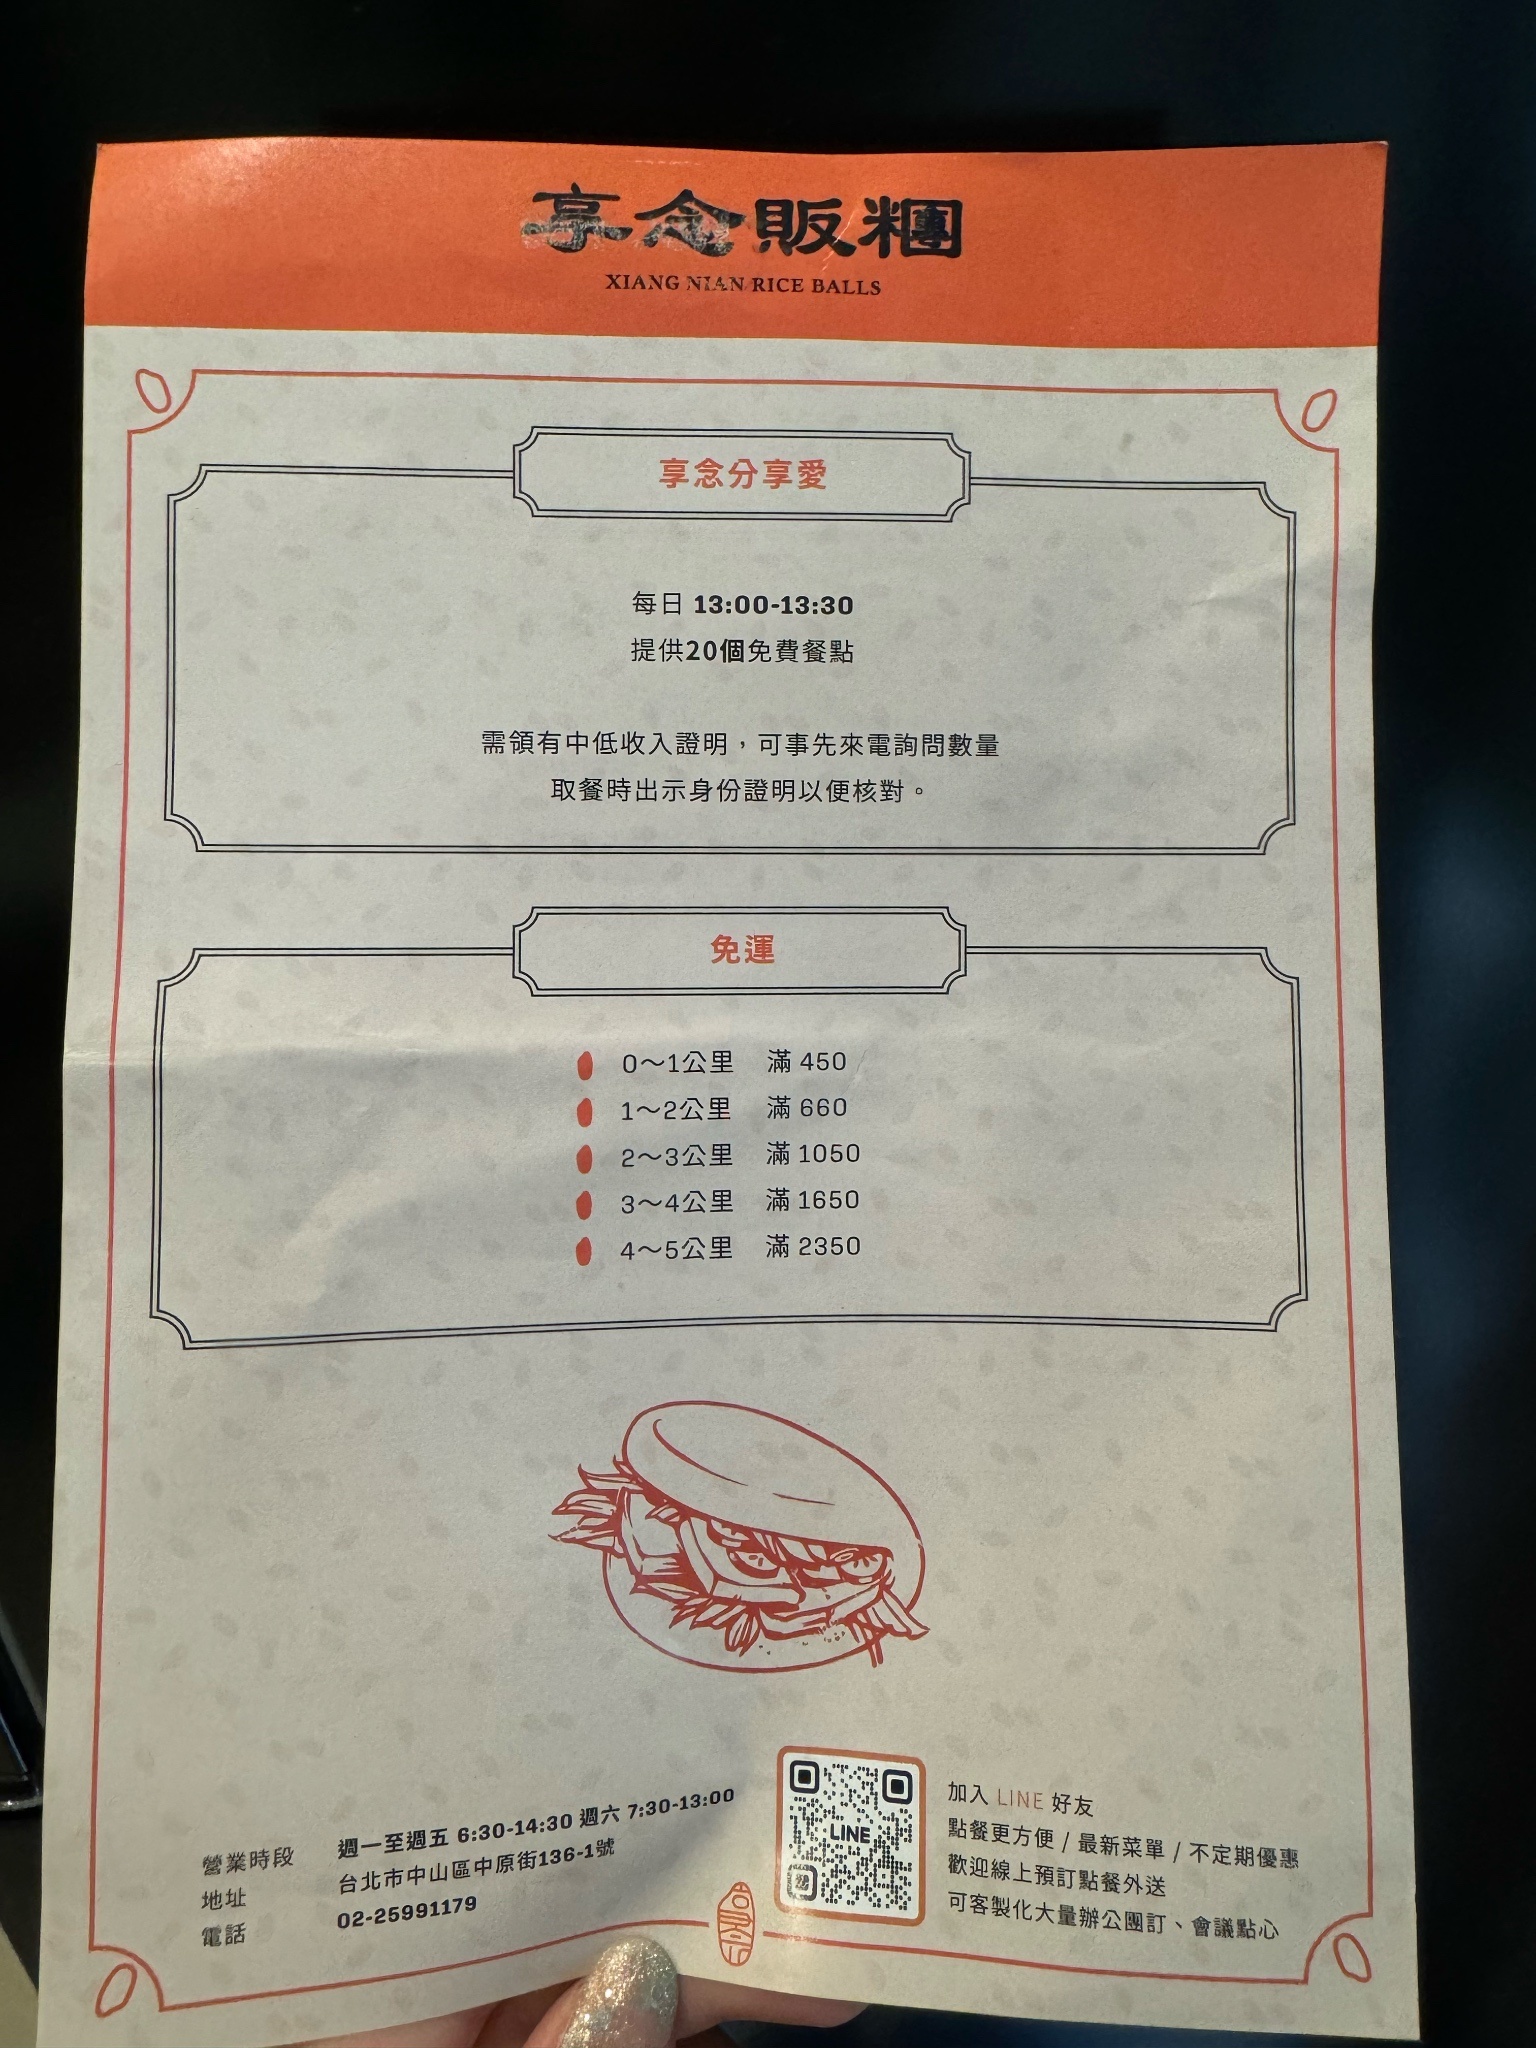 享念販糰
XIANG NIAN RICE BALLS
享念分享愛
每日 13:00-13:30
提供20個免費餐點
需領有中低收入證明，可事先來電詢問數量
取餐時出示身份證明以便核對。
免運
0～1公里 滿 450
1～2公里 滿 660
2～3公里 滿 1050
3～4公里 滿 1650
4～5公里 滿 2350
營業時段 週一至週五 6:30-14:30 週六 7:30-13:00
地址 台北市中山區中原街136-1號
電話 02-25991179
LINE
加入 LINE 好友
點餐更方便 / 最新菜單 / 不定期優惠
歡迎線上預訂點餐外送
可客製化大量辦公團訂、會議點心